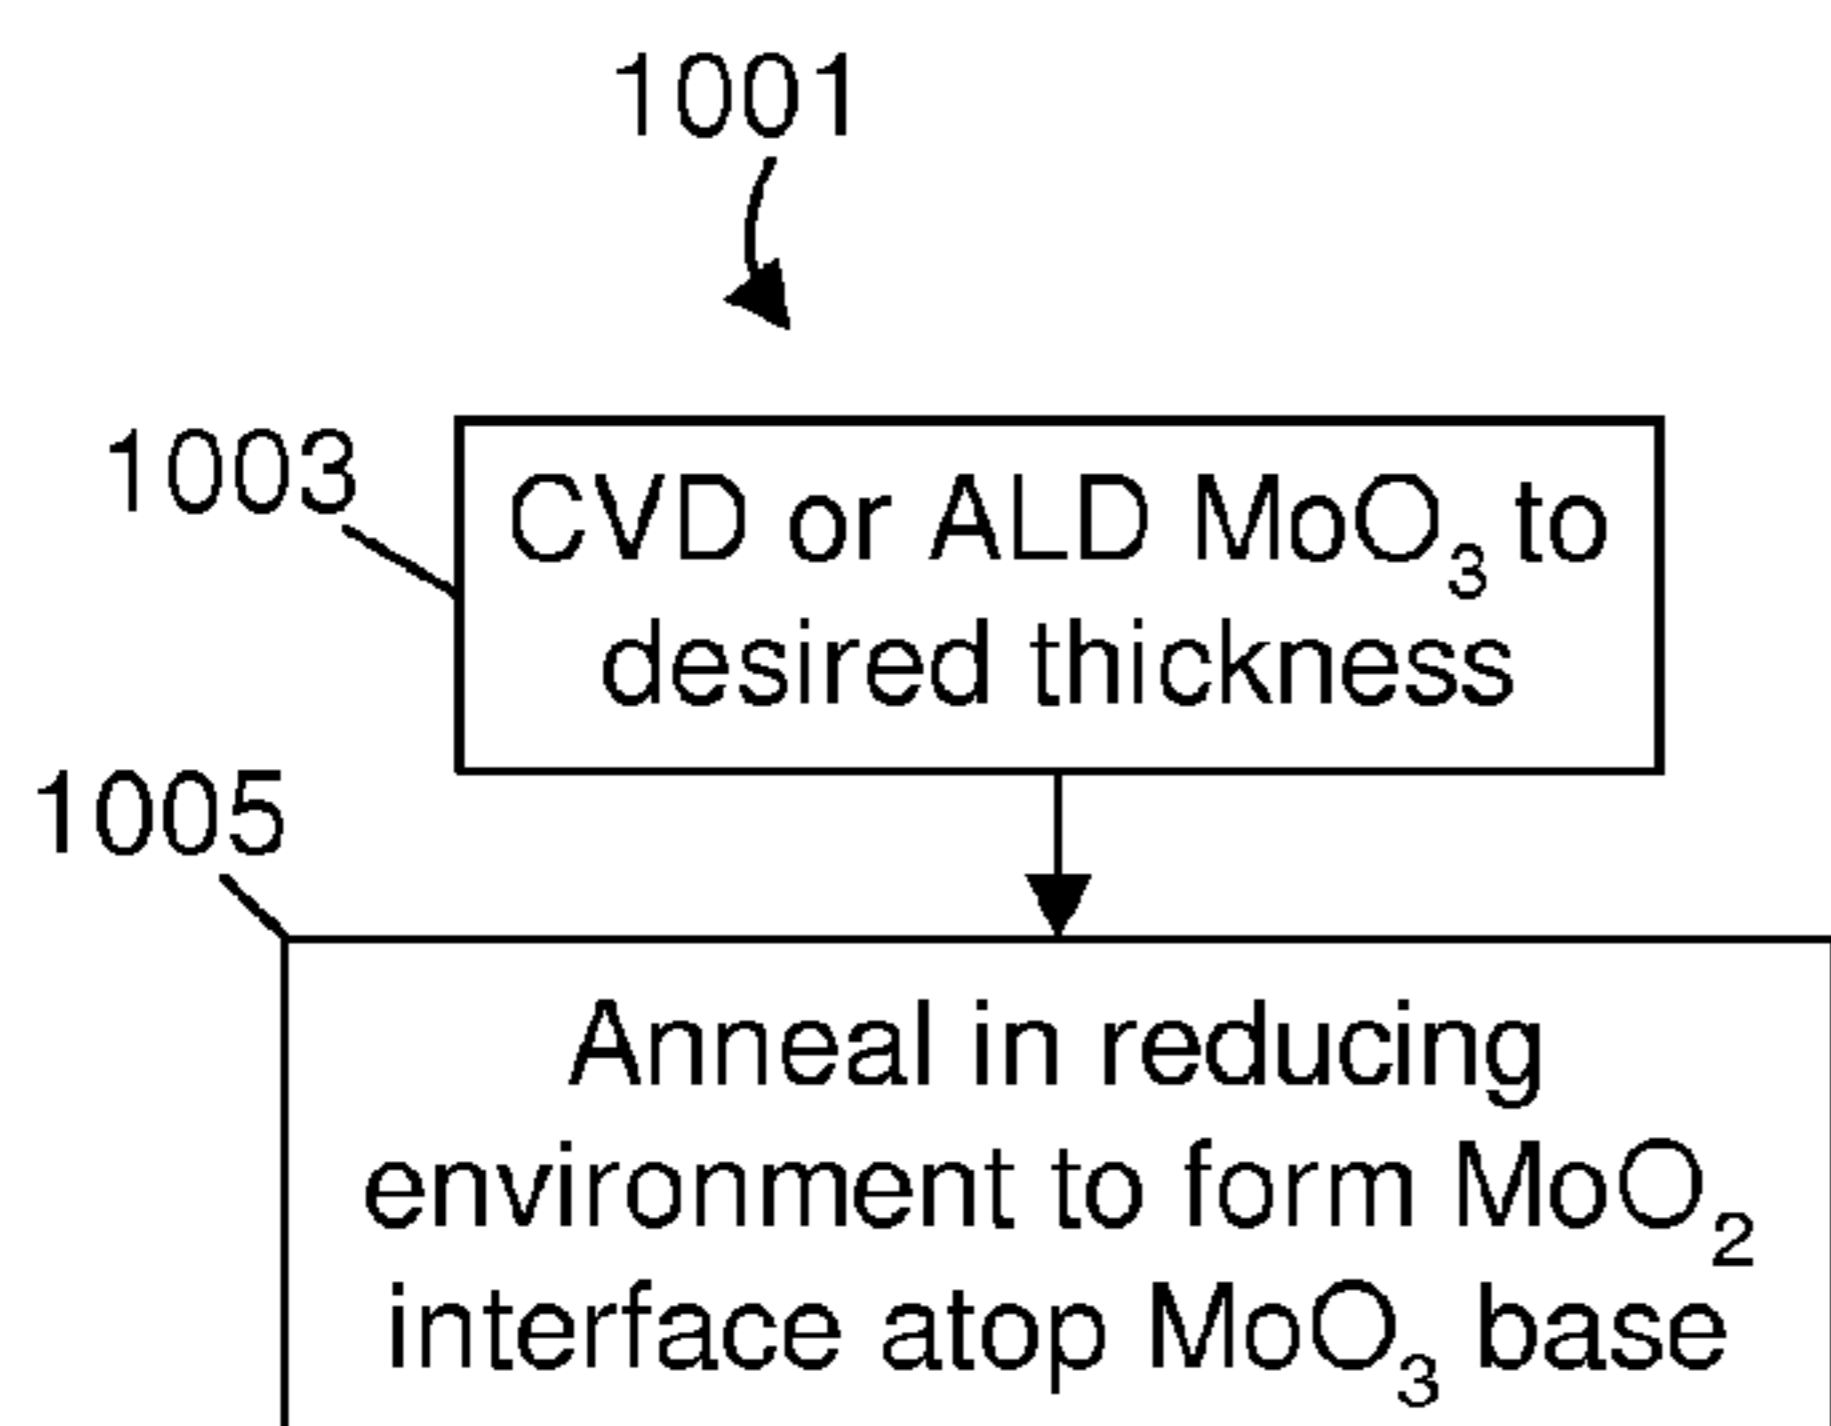 1001
1003
CVD or ALD MoO₃ to
desired thickness
1005
Anneal in reducing
environment to form MoO₂
interface atop MoO₃ base